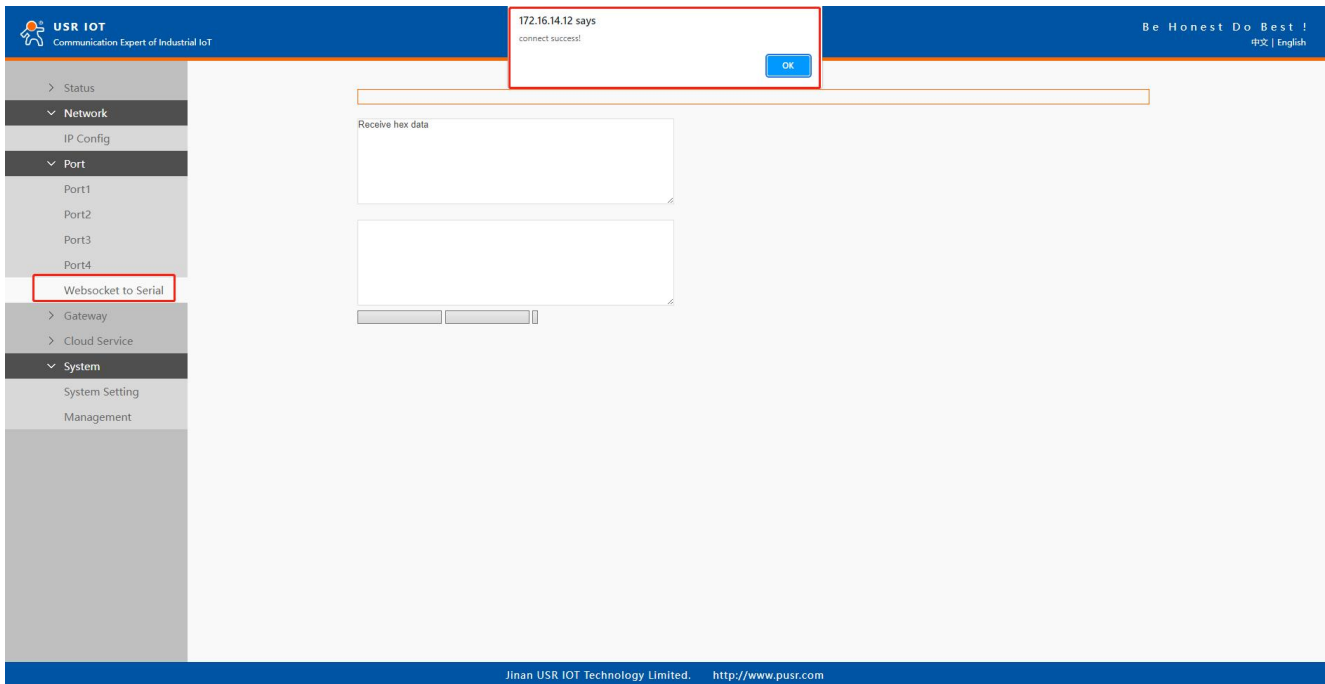 USR IOT
Communication Expert of Industrial IoT
172.16.14.12 says
connect success!
OK
Be Honest Do Best !
中文 | English
Status
Network
IP Config
Port
Port1
Port2
Port3
Port4
Websocket to Serial
Gateway
Cloud Service
System
System Setting
Management
Receive hex data
Jinan USR IOT Technology Limited. http://www.pusr.com